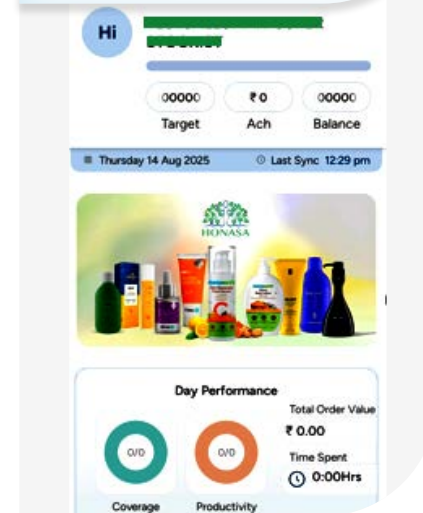 Hi
00000 ₹ 0 00000
Target Ach Balance
Thursday 14 Aug 2025 Last Sync 12:29 pm
HONASA
Day Performance
Total Order Value
₹ 0.00
0/0 0/0
Time Spent
0:00Hrs
Coverage Productivity